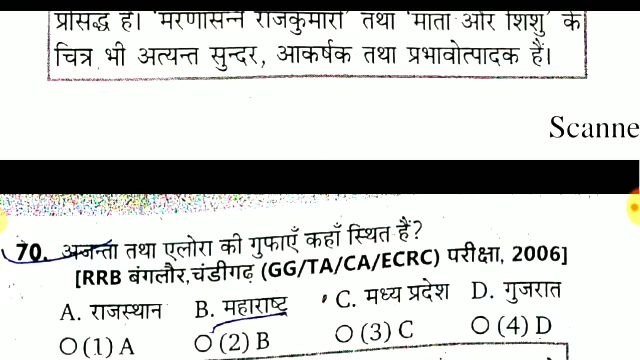 प्रसिद्ध है। 'मरणासन्न राजकुमारी' तथा 'माता और शिशु' के
चित्र भी अत्यन्त सुन्दर, आकर्षक तथा प्रभावोत्पादक हैं।
Scanne
70. अजन्ता तथा एलोरा की गुफाएँ कहाँ स्थित हैं?
[RRB बंगलौर,चंडीगढ़ (GG/TA/CA/ECRC) परीक्षा, 2006]
A. राजस्थान B. महाराष्ट्र C. मध्य प्रदेश D. गुजरात
O (1) A O (2) B O (3) C O (4) D